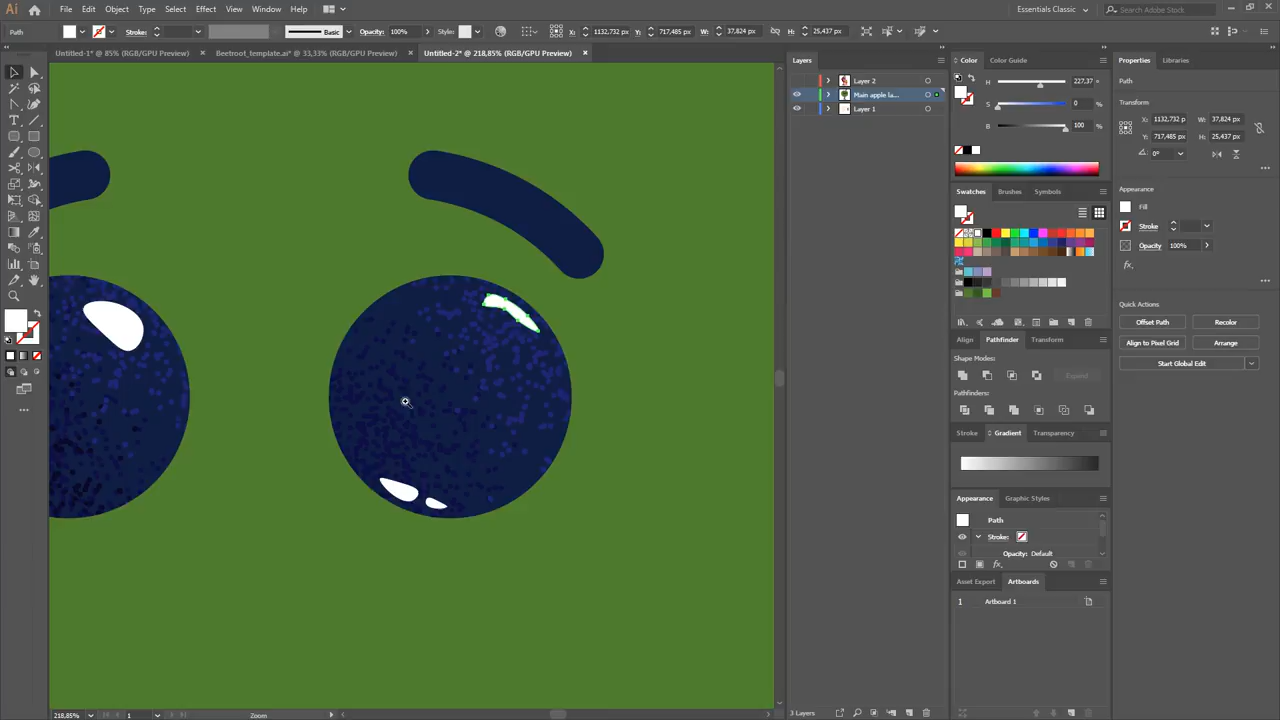 Ai File Edit Object Type Select Effect View Window Help Essentials Classic Search Adobe Stock
Path Stroke: Basic Opacity: 100% Style: X: 1132,732 px Y: 717,485 px W: 37,824 px H: 25,437 px
Untitled-1* @ 85% (RGB/GPU Preview) × Beetroot_template.ai* @ 33,33% (RGB/GPU Preview) × Untitled-2* @ 218,85% (RGB/GPU Preview) ×
Layers
Layer 2
Main apple la...
Layer 1
3 Layers
Color Color Guide
H 227,37 °
S 0 %
B 100 %
Swatches Brushes Symbols
Align Pathfinder Transform
Shape Modes:
Expand
Pathfinders:
Stroke Gradient Transparency
Appearance Graphic Styles
Path
Stroke:
Opacity: Default
fx
Asset Export Artboards
1 Artboard 1
Properties Libraries
Path
Transform
X: 1132,732 p W: 37,824 px
Y: 717,485 px H: 25,437 px
0°
Appearance
Fill
Stroke
Opacity 100%
fx
Quick Actions
Offset Path Recolor
Align to Pixel Grid Arrange
Start Global Edit
218,85% 1 Zoom